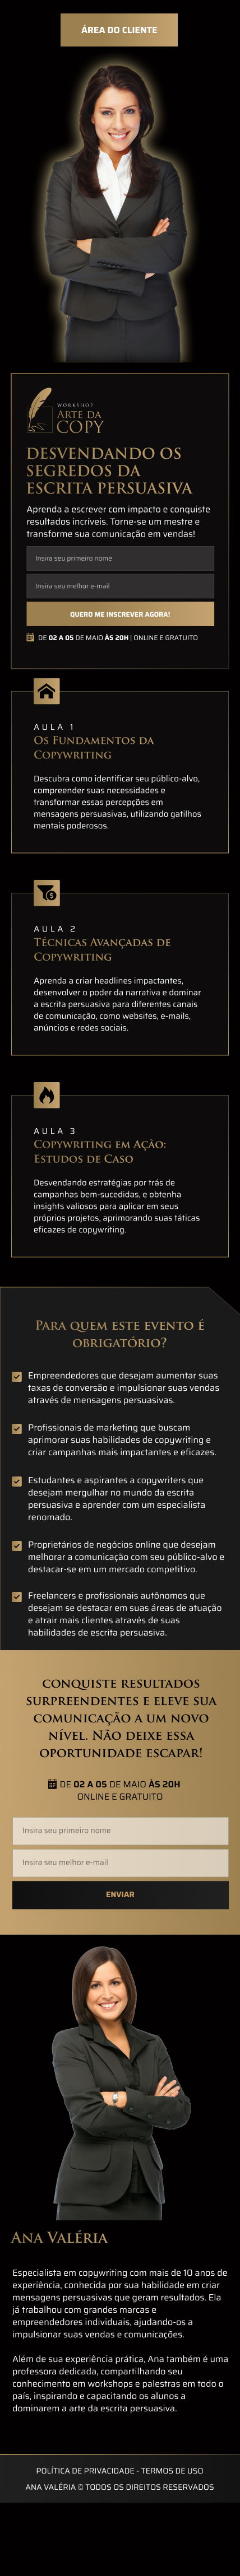 ÁREA DO CLIENTE
WORKSHOP
ARTE DA
COPY
DESVENDANDO OS
SEGREDOS DA
ESCRITA PERSUASIVA
Aprenda a escrever com impacto e conquiste
resultados incríveis. Torne-se um mestre e
transforme sua comunicação em vendas!
Insira seu primeiro nome
Insira seu melhor e-mail
QUERO ME INSCREVER AGORA!
DE 02 A 05 DE MAIO ÀS 20H | ONLINE E GRATUITO
AULA 1
Os Fundamentos da
Copywriting
Descubra como identificar seu público-alvo,
compreender suas necessidades e
transformar essas percepções em
mensagens persuasivas, utilizando gatilhos
mentais poderosos.
AULA 2
Técnicas Avançadas de
Copywriting
Aprenda a criar headlines impactantes,
desenvolver o poder da narrativa e dominar
a escrita persuasiva para diferentes canais
de comunicação, como websites, e-mails,
anúncios e redes sociais.
AULA 3
Copywriting em Ação:
Estudos de Caso
Desvendando estratégias por trás de
campanhas bem-sucedidas, e obtenha
insights valiosos para aplicar em seus
próprios projetos, aprimorando suas táticas
eficazes de copywriting.
Para quem este evento é
obrigatório?
Empreendedores que desejam aumentar suas
taxas de conversão e impulsionar suas vendas
através de mensagens persuasivas.
Profissionais de marketing que buscam
aprimorar suas habilidades de copywriting e
criar campanhas mais impactantes e eficazes.
Estudantes e aspirantes a copywriters que
desejam mergulhar no mundo da escrita
persuasiva e aprender com um especialista
renomado.
Proprietários de negócios online que desejam
melhorar a comunicação com seu público-alvo e
destacar-se em um mercado competitivo.
Freelancers e profissionais autônomos que
desejam se destacar em suas áreas de atuação
e atrair mais clientes através de suas
habilidades de escrita persuasiva.
conquiste resultados
surpreendentes e eleve sua
comunicação a um novo
nível. Não deixe essa
oportunidade escapar!
DE 02 A 05 DE MAIO ÀS 20H
ONLINE E GRATUITO
Insira seu primeiro nome
Insira seu melhor e-mail
ENVIAR
Ana Valéria
Especialista em copywriting com mais de 10 anos de
experiência, conhecida por sua habilidade em criar
mensagens persuasivas que geram resultados. Ela
já trabalhou com grandes marcas e
empreendedores individuais, ajudando-os a
impulsionar suas vendas e comunicações.
Além de sua experiência prática, Ana também é uma
professora dedicada, compartilhando seu
conhecimento em workshops e palestras em todo o
país, inspirando e capacitando os alunos a
dominarem a arte da escrita persuasiva.
POLÍTICA DE PRIVACIDADE - TERMOS DE USO
ANA VALÉRIA © TODOS OS DIREITOS RESERVADOS